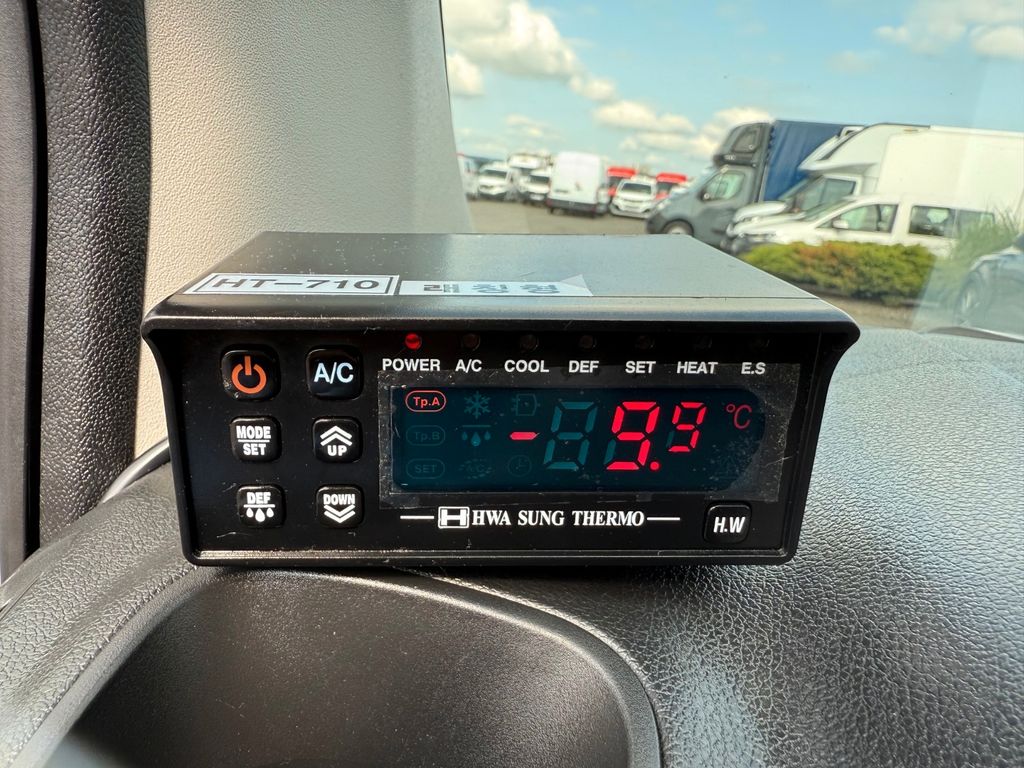 HT-710
POWER A/C COOL DEF SET HEAT E.S
A/C
MODE
SET
UP
DEF
DOWN
Tp.A
Tp.B
SET
-9.9 °C
HWA SUNG THERMO
H.W